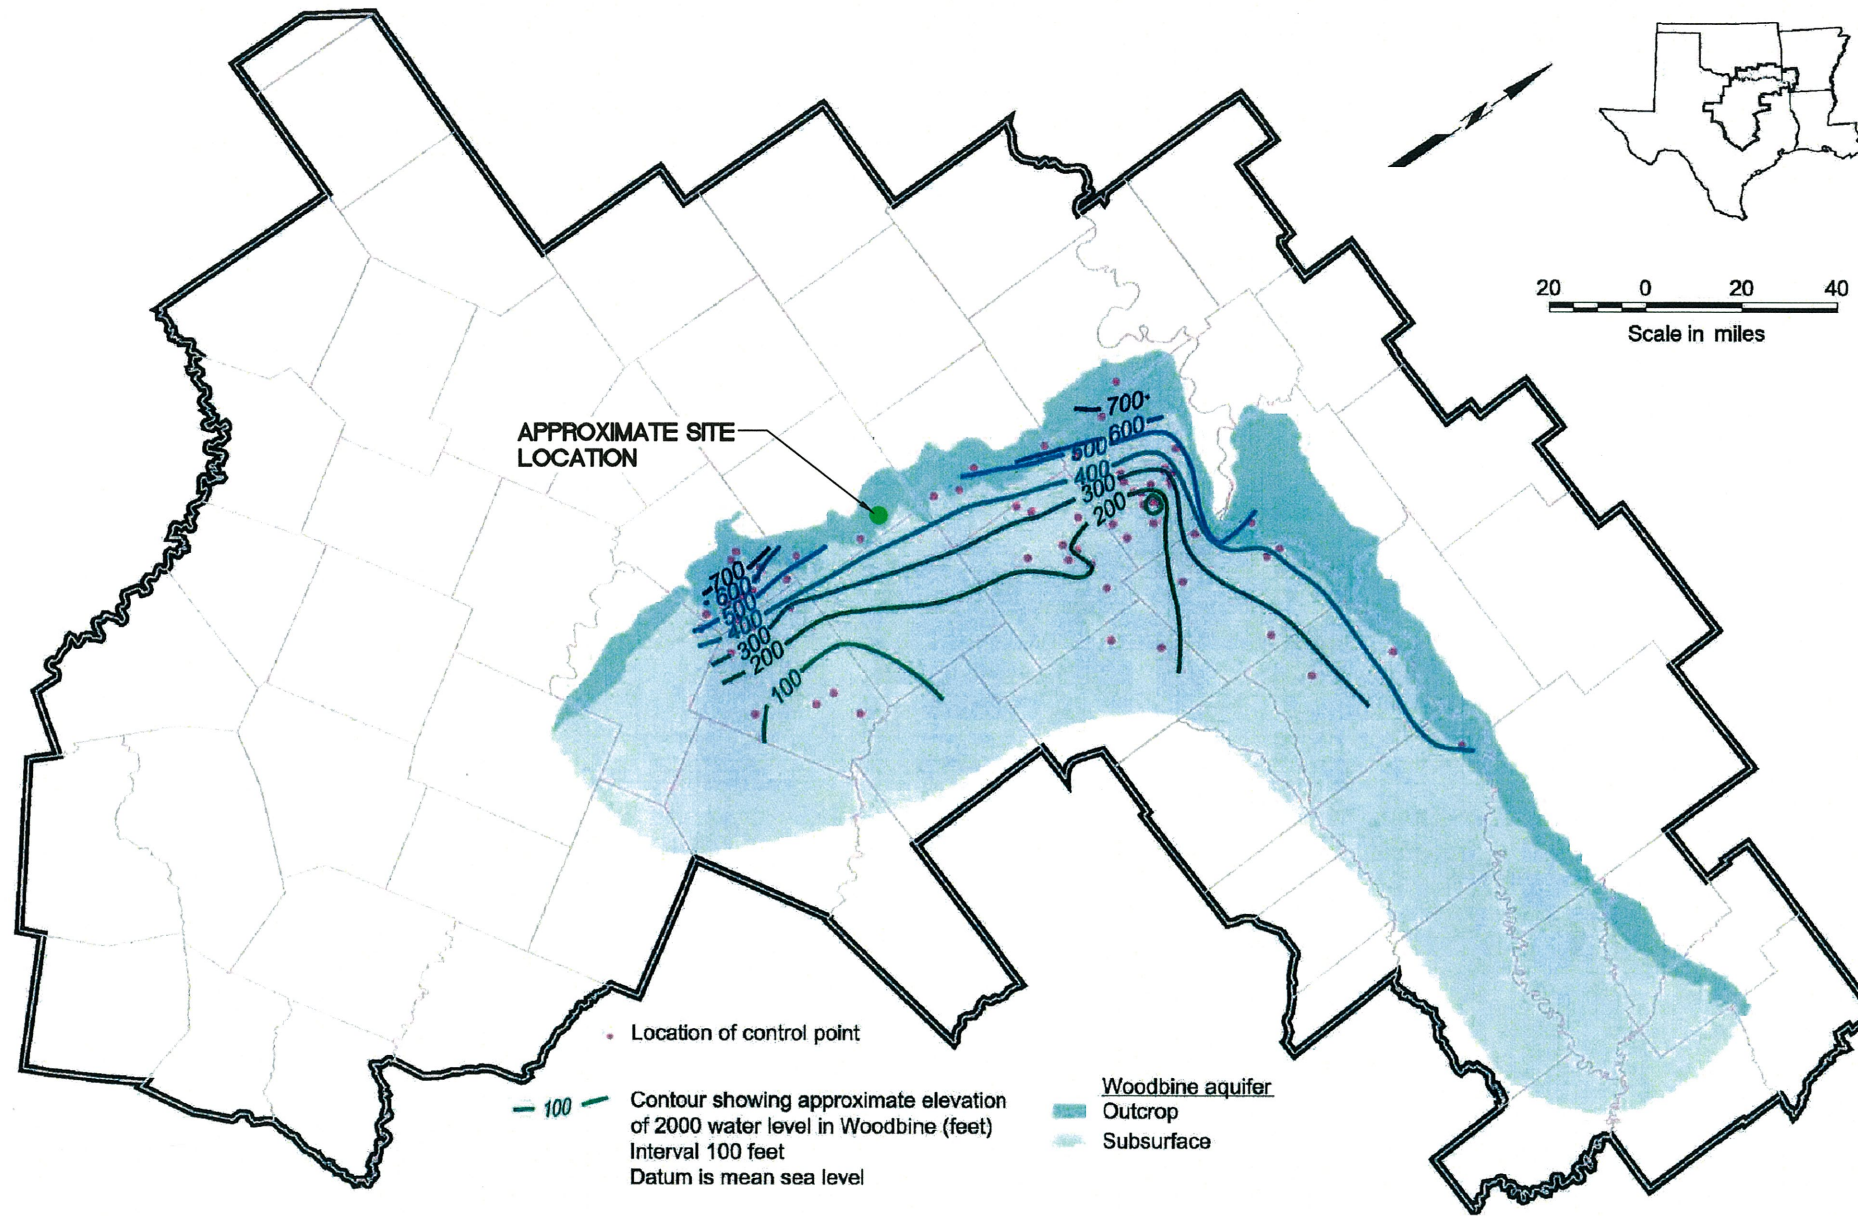 20 0 20 40
Scale in miles
APPROXIMATE SITE
LOCATION
700
600
500
400
300
200
700
600
500
400
300
200
100
Location of control point
100
Contour showing approximate elevation
of 2000 water level in Woodbine (feet)
Interval 100 feet
Datum is mean sea level
Woodbine aquifer
Outcrop
Subsurface